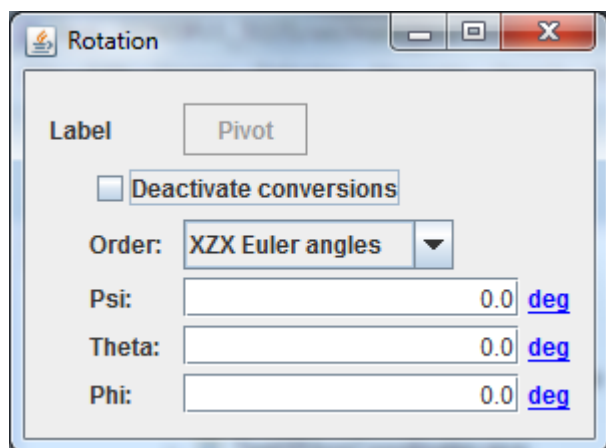 Rotation
Label Pivot
Deactivate conversions
Order: XZX Euler angles
Psi: 0.0 deg
Theta: 0.0 deg
Phi: 0.0 deg